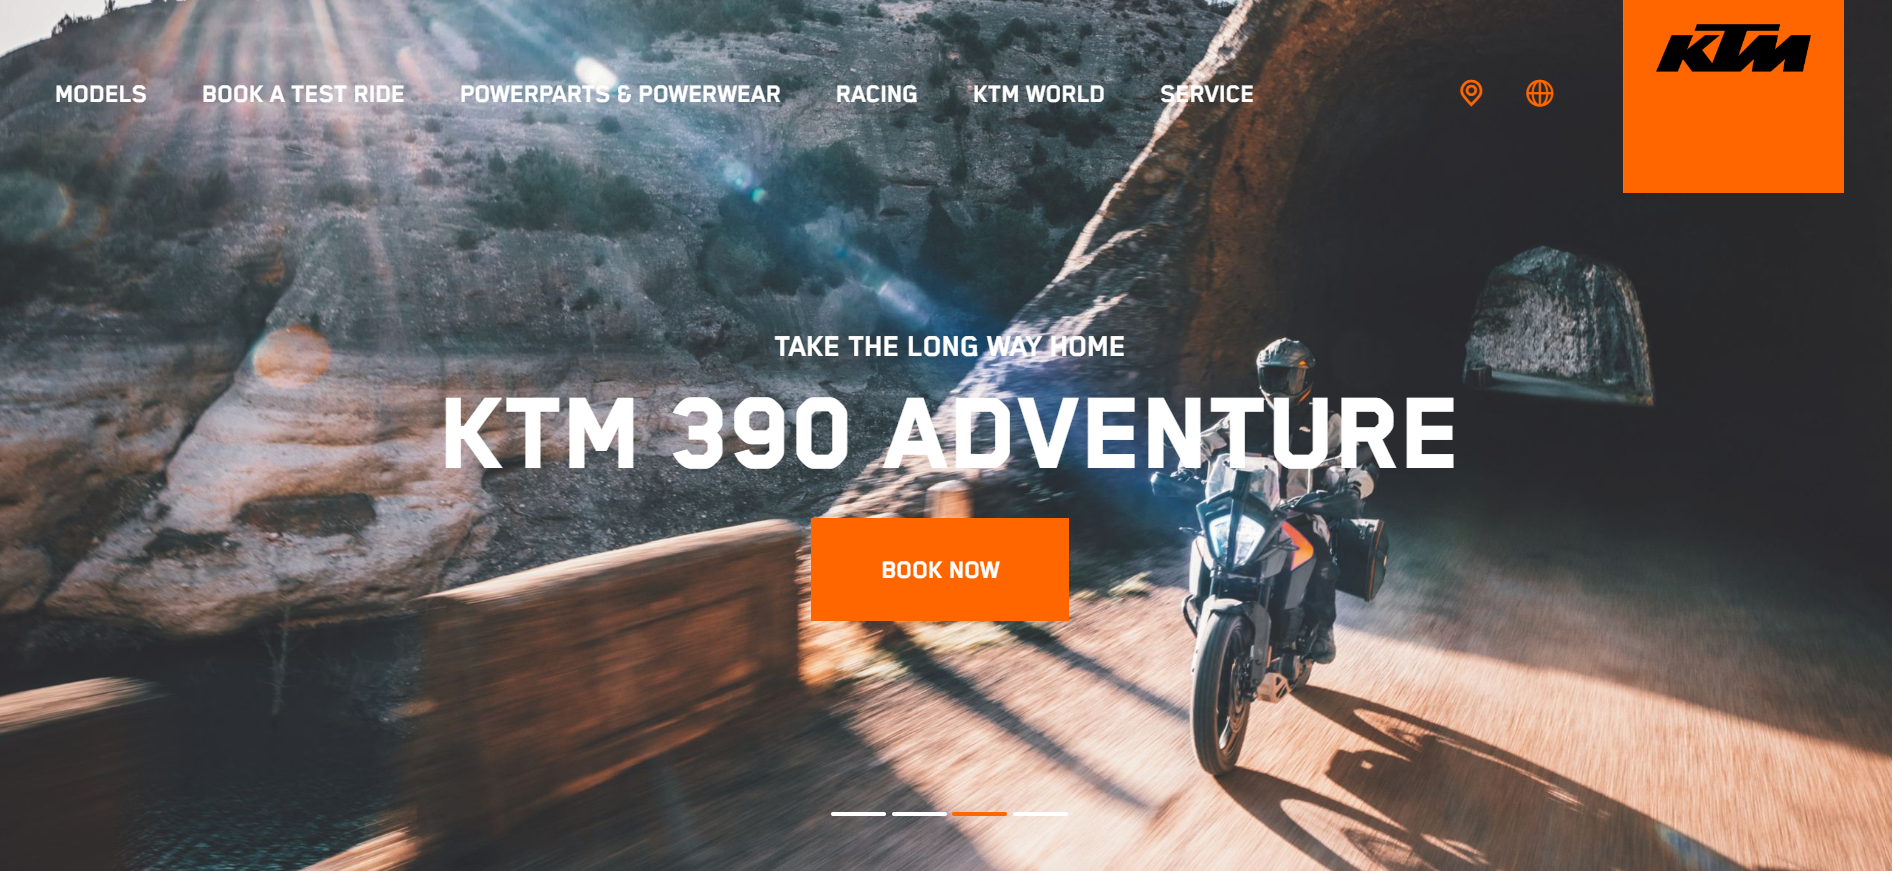 KTM
MODELS BOOK A TEST RIDE POWERPARTS & POWERWEAR RACING KTM WORLD SERVICE
TAKE THE LONG WAY HOME
KTM 390 ADVENTURE
BOOK NOW